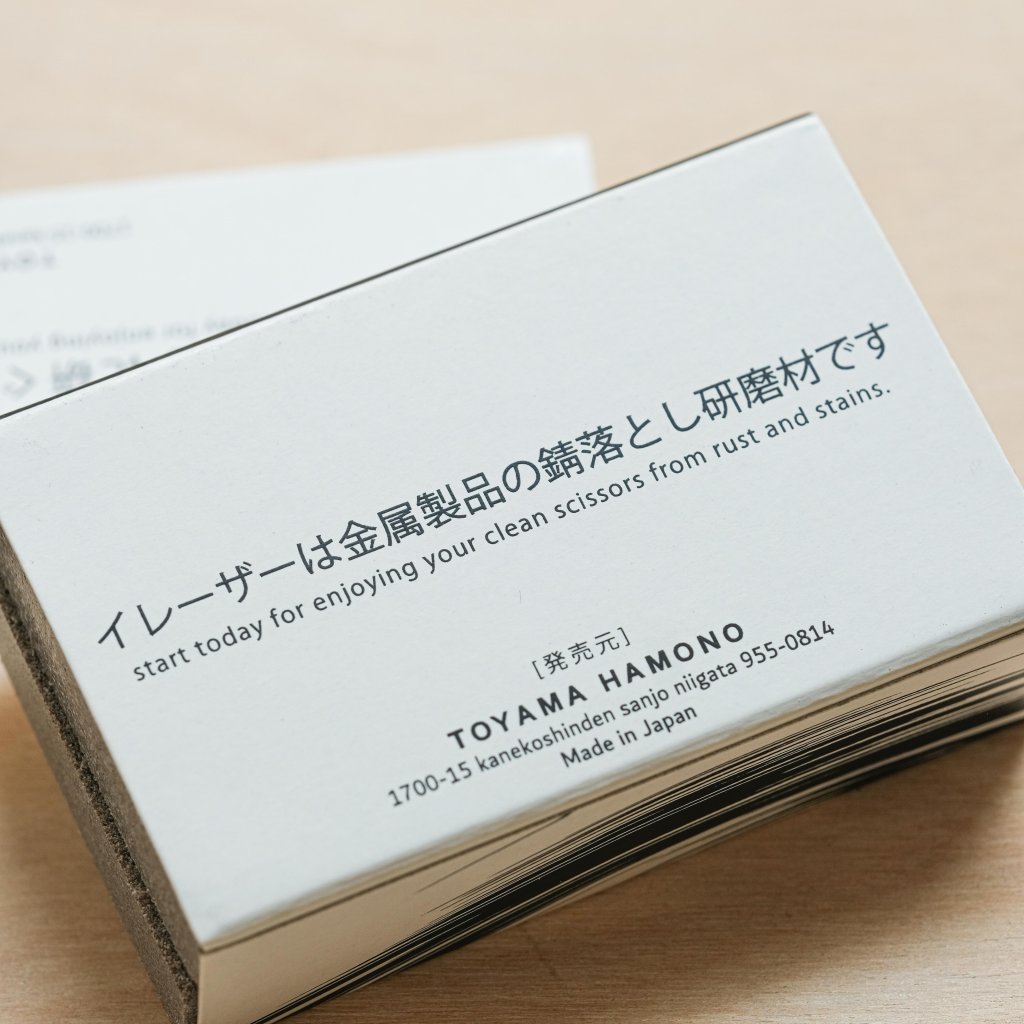 イレーザーは金属製品の錆落とし研磨材です
start today for enjoying your clean scissors from rust and stains.
[発売元]
TOYAMA HAMONO
1700-15 kanekoshinden sanjo niigata 955-0814
Made in Japan